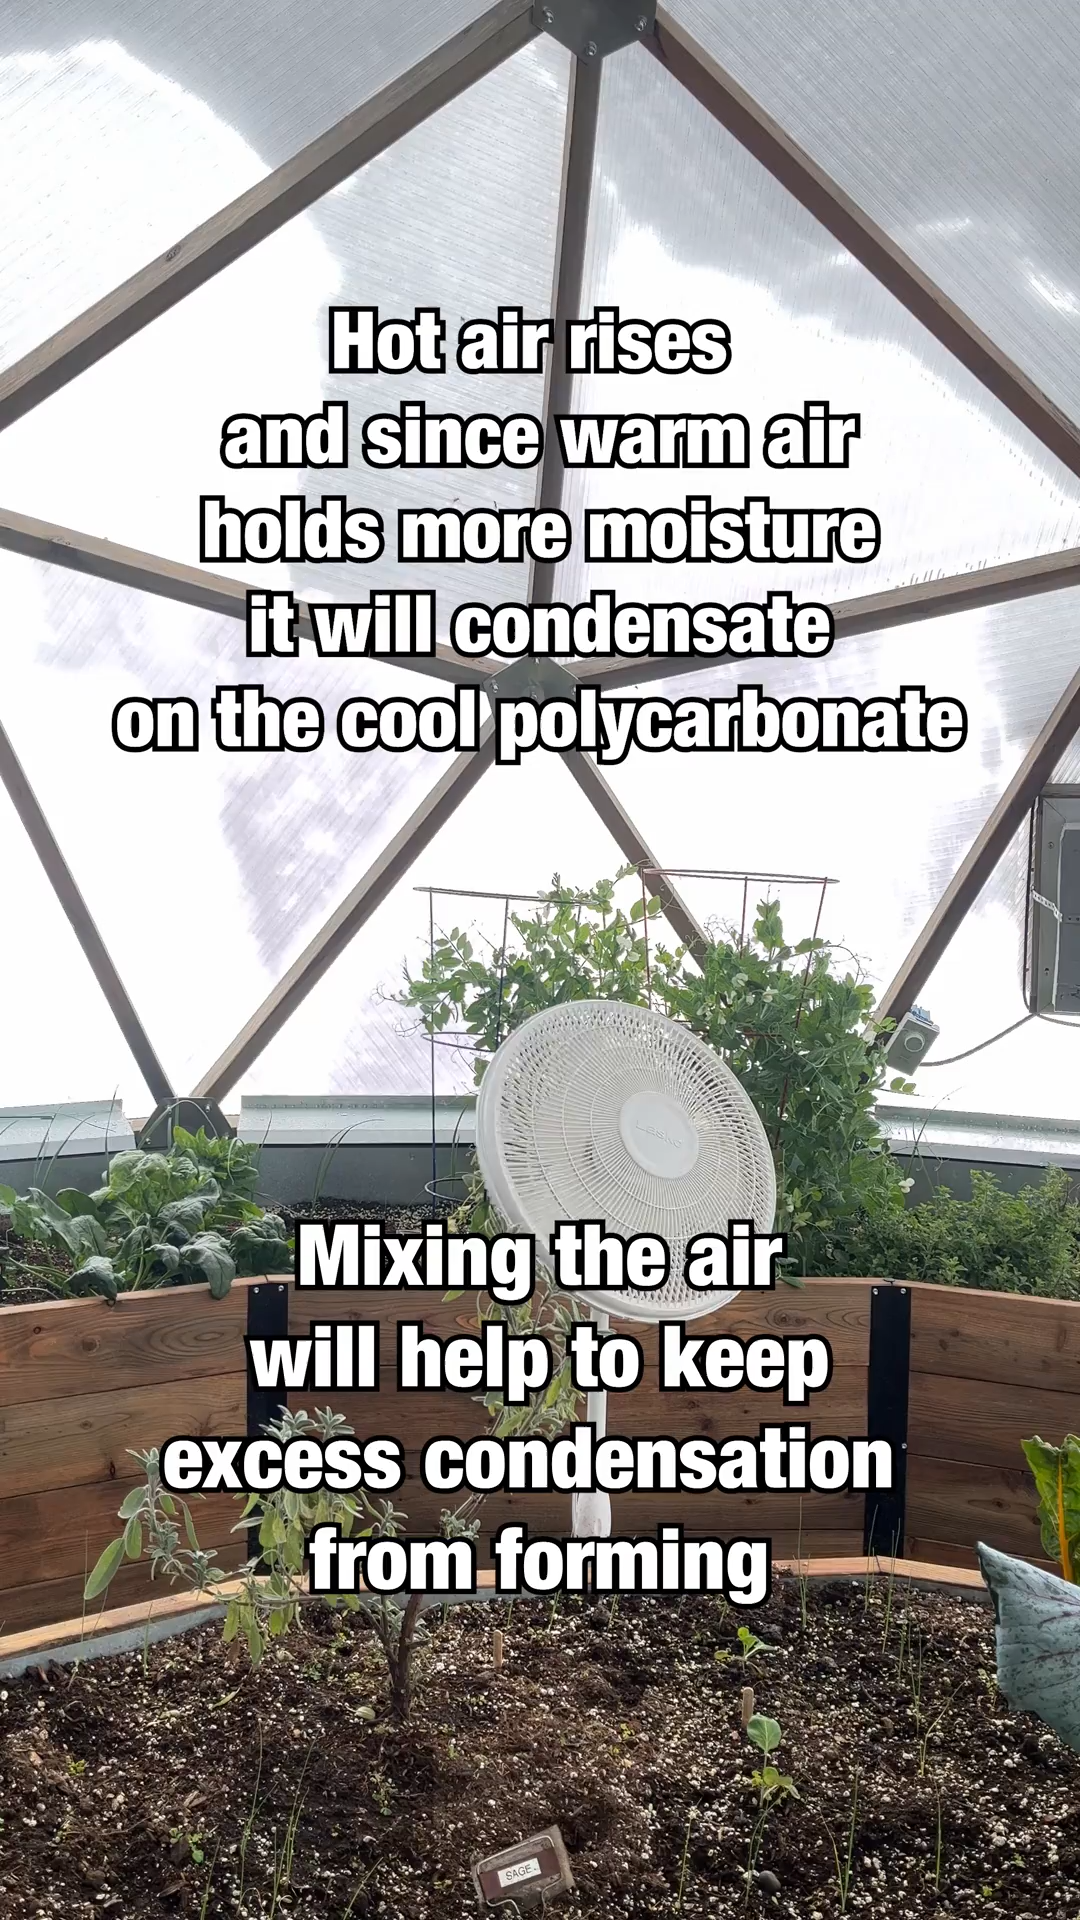 Hot air rises
and since warm air
holds more moisture
it will condensate
on the cool polycarbonate
LASKO
Mixing the air
will help to keep
excess condensation
from forming
SAGE